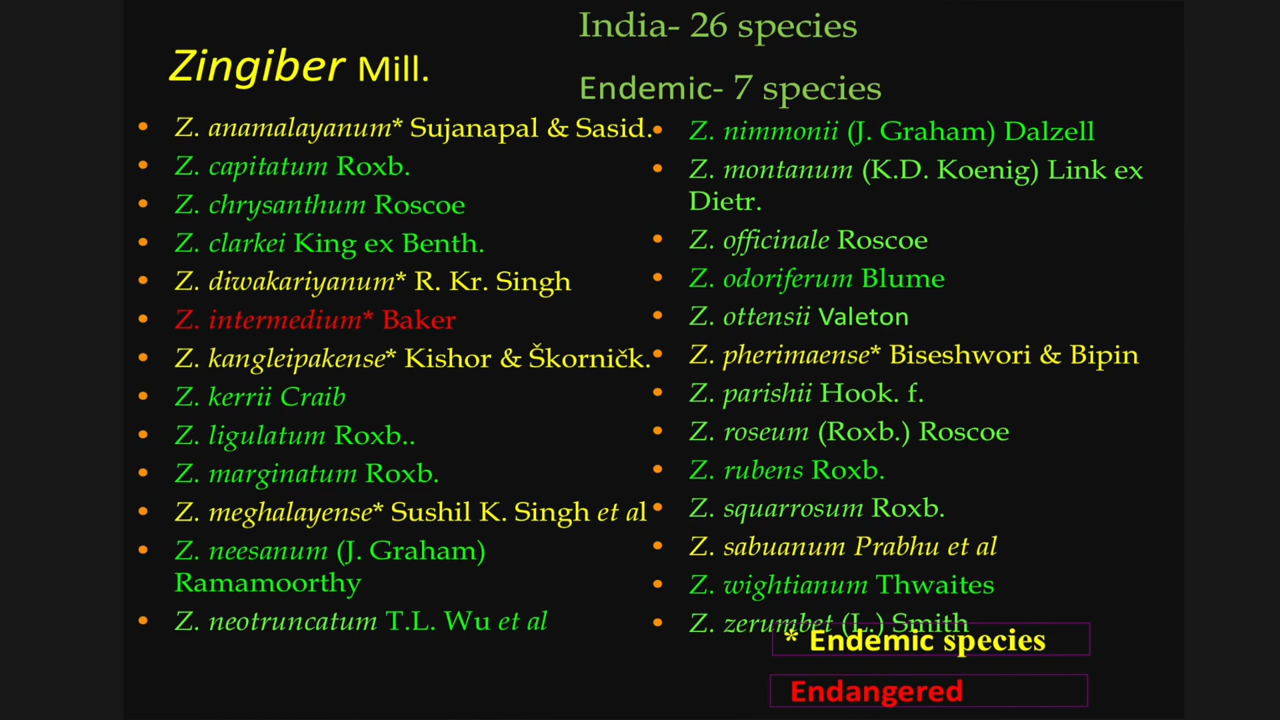 Zingiber Mill.
India- 26 species
Endemic- 7 species
• Z. anamalayanum* Sujanapal & Sasid.
• Z. capitatum Roxb.
• Z. chrysanthum Roscoe
• Z. clarkei King ex Benth.
• Z. diwakariyanum* R. Kr. Singh
• Z. intermedium* Baker
• Z. kangleipakense* Kishor & Škorničk.
• Z. kerrii Craib
• Z. ligulatum Roxb..
• Z. marginatum Roxb.
• Z. meghalayense* Sushil K. Singh et al
• Z. neesanum (J. Graham)
Ramamoorthy
• Z. neotruncatum T.L. Wu et al
• Z. nimmonii (J. Graham) Dalzell
• Z. montanum (K.D. Koenig) Link ex
Dietr.
• Z. officinale Roscoe
• Z. odoriferum Blume
• Z. ottensii Valeton
• Z. pherimaense* Biseshwori & Bipin
• Z. parishii Hook. f.
• Z. roseum (Roxb.) Roscoe
• Z. rubens Roxb.
• Z. squarrosum Roxb.
• Z. sabuanum Prabhu et al
• Z. wightianum Thwaites
• Z. zerumbet (L.) Smith
* Endemic species
Endangered